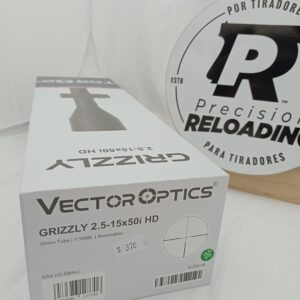 POR TIRADORES
ESTD
PR
Precision
RELOADING
PARA TIRADORES
GRIZZLY
2.5-15x50i HD
VECTOROPTICS
GRIZZLY 2.5-15x50i HD
30mm Tube | 1/10MIL | Illumination
$ 370
EAN (GLOBAL)